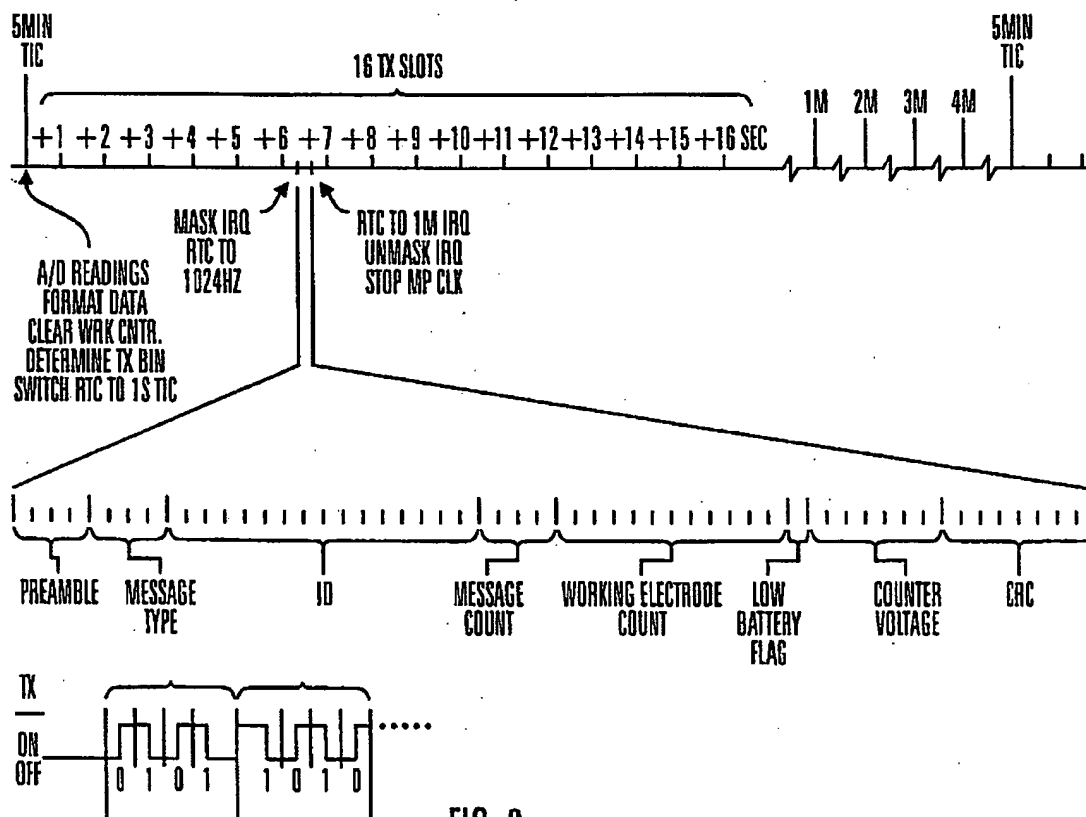 5MIN
TIC
16 TX SLOTS
5MIN
TIC
+1 +2 +3 +4 +5 +6 +7 +8 +9 +10 +11 +12 +13 +14 +15 +16 SEC
1M 2M 3M 4M
A/D READINGS
FORMAT DATA
CLEAR WRK CNTR.
DETERMINE TX BIN
SWITCH RTC TO 1S TIC
MASK IRQ
RTC TO
1024HZ
RTC TO 1M IRQ
UNMASK IRQ
STOP MP CLK
PREAMBLE
MESSAGE
TYPE
ID
MESSAGE
COUNT
WORKING ELECTRODE
COUNT
LOW
BATTERY
FLAG
COUNTER
VOLTAGE
CRC
TX
ON
OFF
0 1 0 1 1 0 1 0